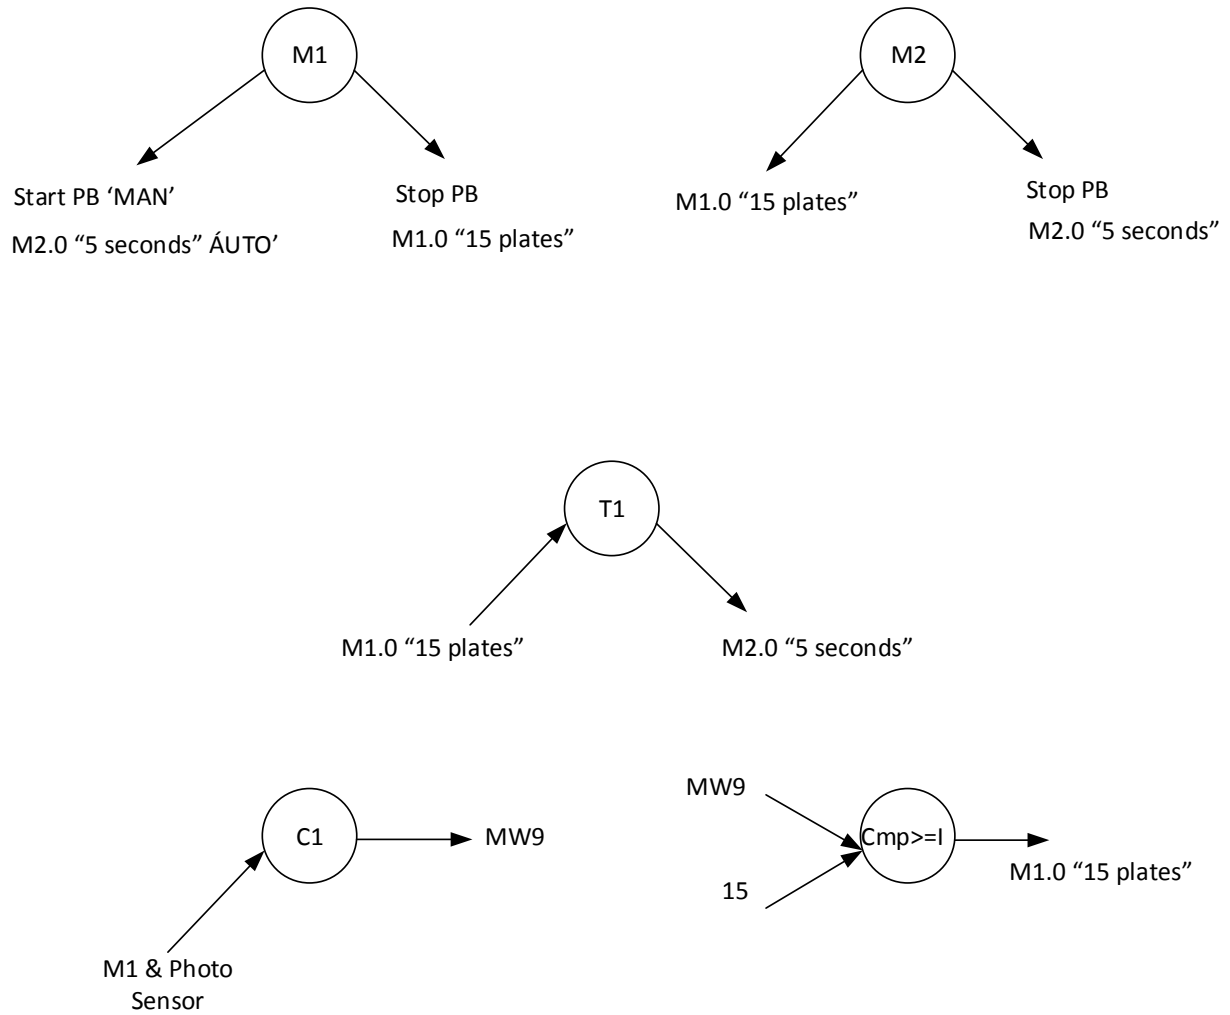 M1
M2
Start PB ‘MAN’
M2.0 “5 seconds” ÁUTO’
Stop PB
M1.0 “15 plates”
M1.0 “15 plates”
Stop PB
M2.0 “5 seconds”
T1
M1.0 “15 plates”
M2.0 “5 seconds”
C1
MW9
M1 & Photo
Sensor
MW9
15
Cmp>=I
M1.0 “15 plates”